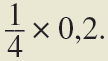 1/4 × 0,2.